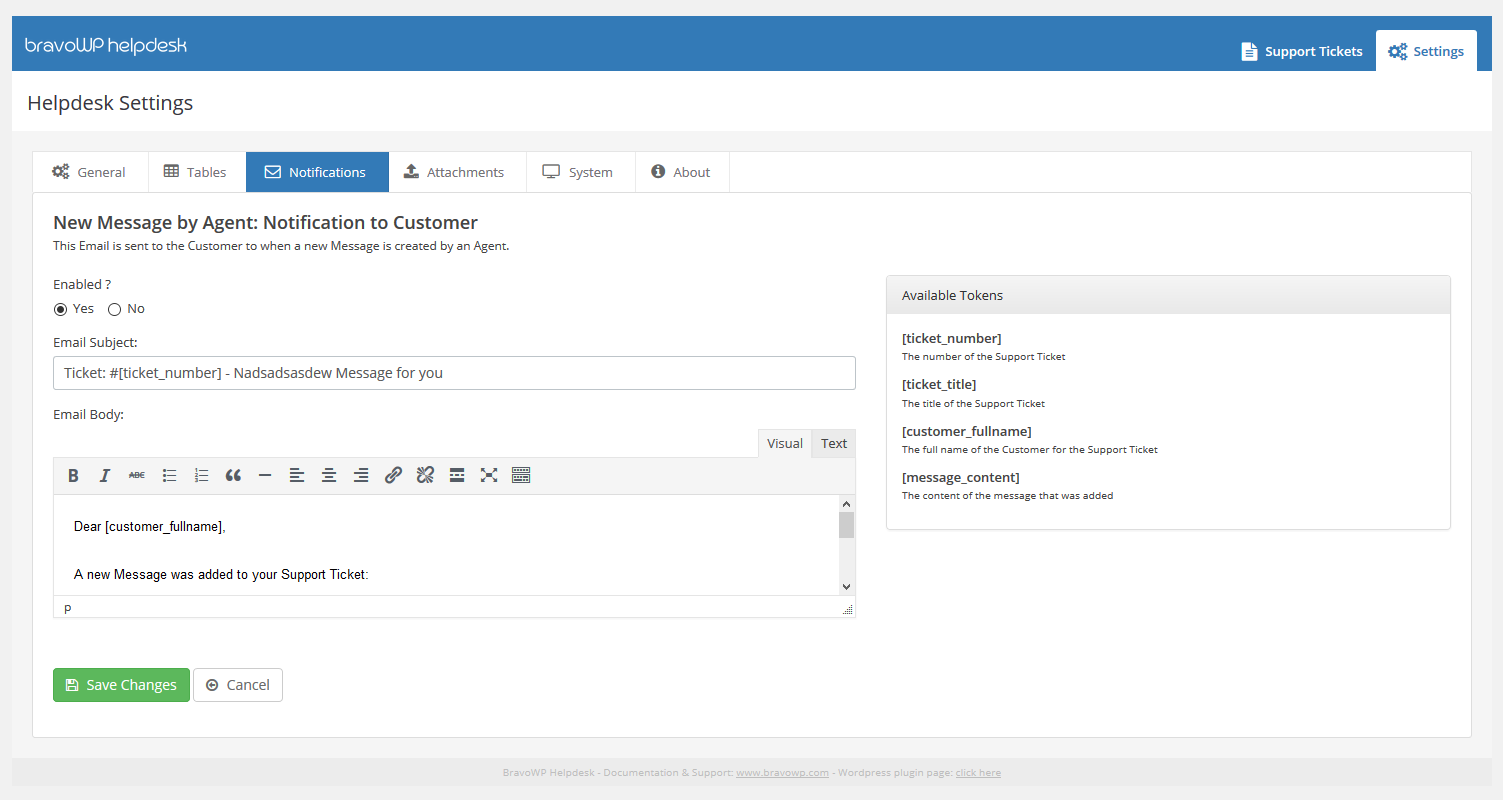 bravoWP helpdesk
Support Tickets
Settings
Helpdesk Settings
General
Tables
Notifications
Attachments
System
About
New Message by Agent: Notification to Customer
This Email is sent to the Customer to when a new Message is created by an Agent.
Enabled ?
Yes
No
Email Subject:
Ticket: #[ticket_number] - Nadsadsasdew Message for you
Email Body:
Visual
Text
B
I
ABC
Dear [customer_fullname],
A new Message was added to your Support Ticket:
p
Save Changes
Cancel
Available Tokens
[ticket_number]
The number of the Support Ticket
[ticket_title]
The title of the Support Ticket
[customer_fullname]
The full name of the Customer for the Support Ticket
[message_content]
The content of the message that was added
BravoWP Helpdesk - Documentation & Support: www.bravowp.com - Wordpress plugin page: click here